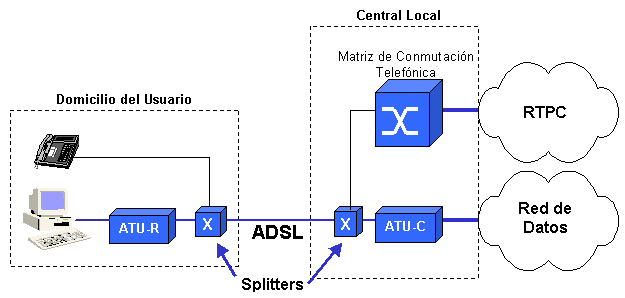 Central Local
Matriz de Conmutación
Telefónica
Domicilio del Usuario
RTPC
ATU-R
X
ADSL
X
ATU-C
Red de
Datos
Splitters